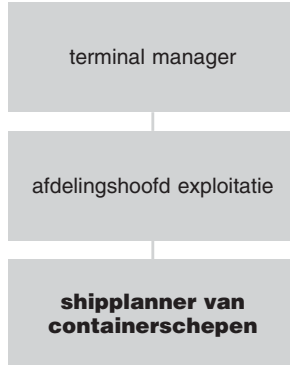 terminal manager
afdelingshoofd exploitatie
shipplanner van
containerschepen